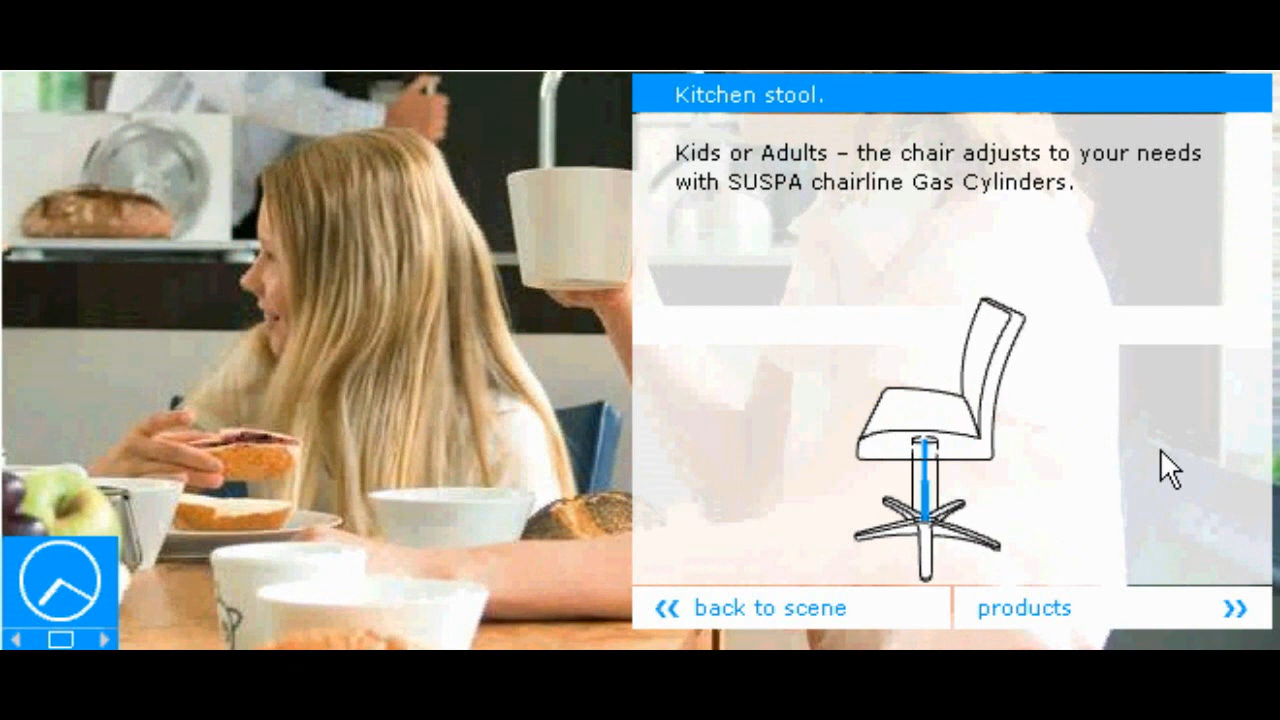 Kitchen stool.
Kids or Adults – the chair adjusts to your needs
with SUSPA chairline Gas Cylinders.
back to scene
products